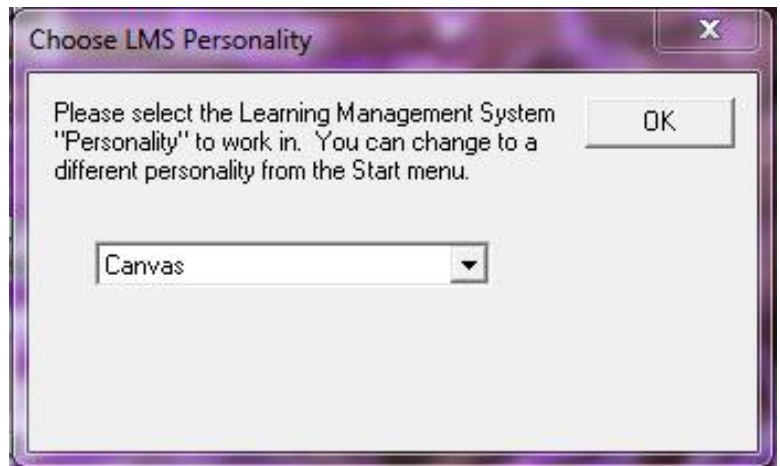 Choose LMS Personality
X
Please select the Learning Management System
"Personality" to work in.  You can change to a
different personality from the Start menu.
OK
Canvas